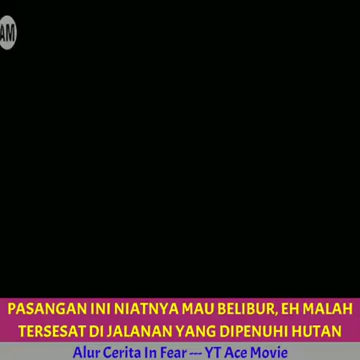 AM
PASANGAN INI NIATNYA MAU BELIBUR, EH MALAH
TERSESAT DI JALANAN YANG DIPENUHI HUTAN
Alur Cerita In Fear --- YT Ace Movie